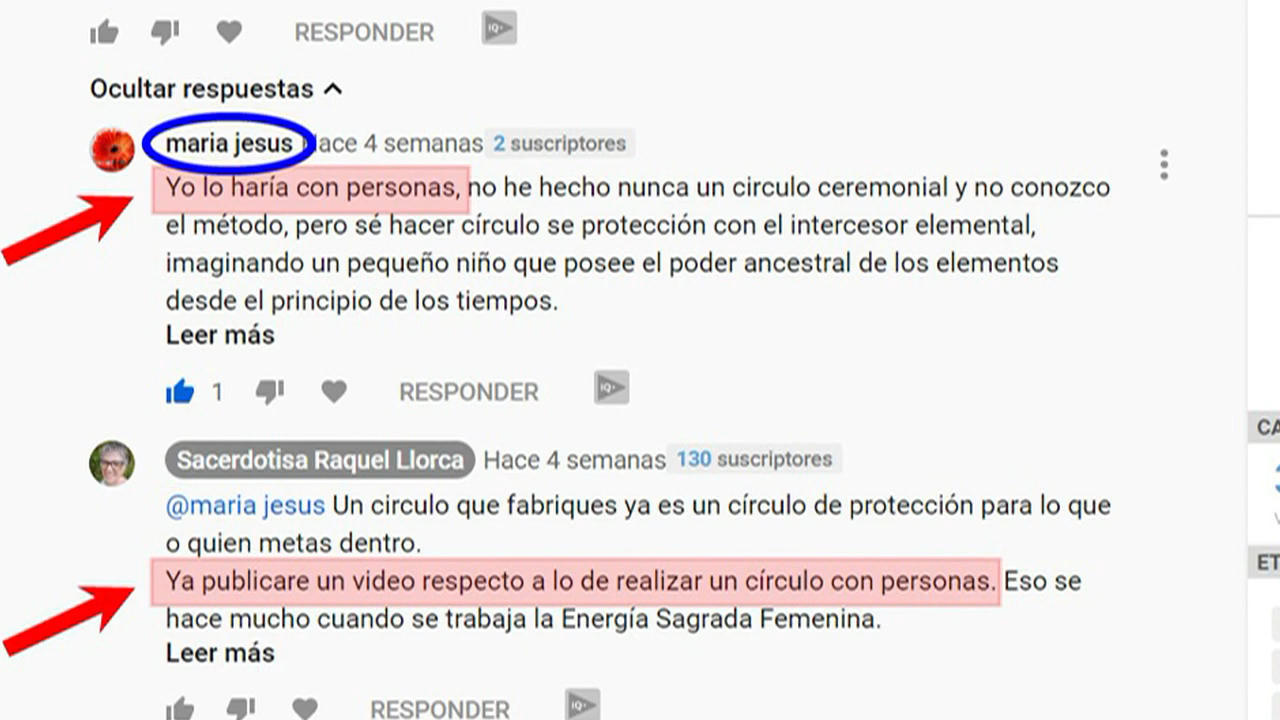 RESPONDER
Ocultar respuestas
maria jesus Hace 4 semanas 2 suscriptores
Yo lo haría con personas, no he hecho nunca un circulo ceremonial y no conozco
el método, pero sé hacer círculo se protección con el intercesor elemental,
imaginando un pequeño niño que posee el poder ancestral de los elementos
desde el principio de los tiempos.
Leer más
1 RESPONDER
Sacerdotisa Raquel Llorca Hace 4 semanas 130 suscriptores
@maria jesus Un circulo que fabriques ya es un círculo de protección para lo que
o quien metas dentro.
Ya publicare un video respecto a lo de realizar un círculo con personas. Eso se
hace mucho cuando se trabaja la Energía Sagrada Femenina.
Leer más
RESPONDER
CA
ET